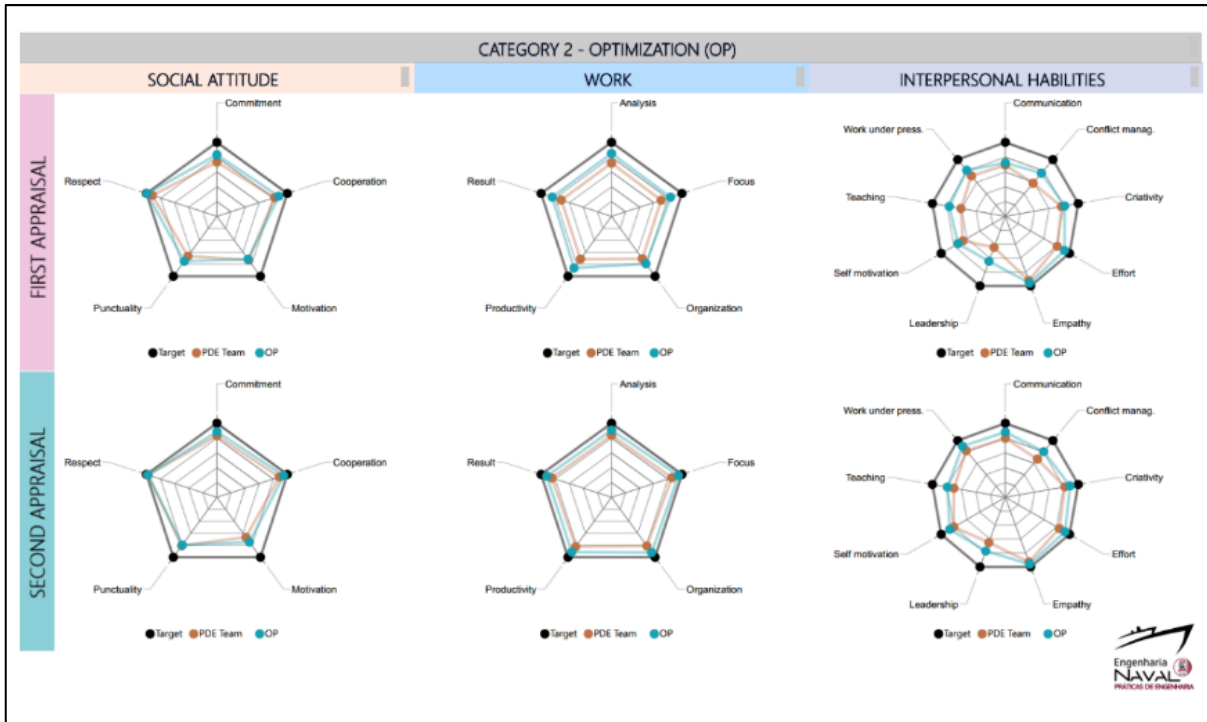 CATEGORY 2 - OPTIMIZATION (OP)
SOCIAL ATTITUDE
WORK
INTERPERSONAL HABILITIES
FIRST APPRAISAL
Commitment
Cooperation
Motivation
Punctuality
Respect
Target PDE Team OP
Analysis
Focus
Organization
Productivity
Result
Target PDE Team OP
Communication
Conflict manag.
Criativity
Effort
Empathy
Leadership
Self motivation
Teaching
Work under press.
Target PDE Team OP
SECOND APPRAISAL
Commitment
Cooperation
Motivation
Punctuality
Respect
Target PDE Team OP
Analysis
Focus
Organization
Productivity
Result
Target PDE Team OP
Communication
Conflict manag.
Criativity
Effort
Empathy
Leadership
Self motivation
Teaching
Work under press.
Target PDE Team OP
Engenharia
NAVAL
PRÁTICAS DE ENGENHARIA